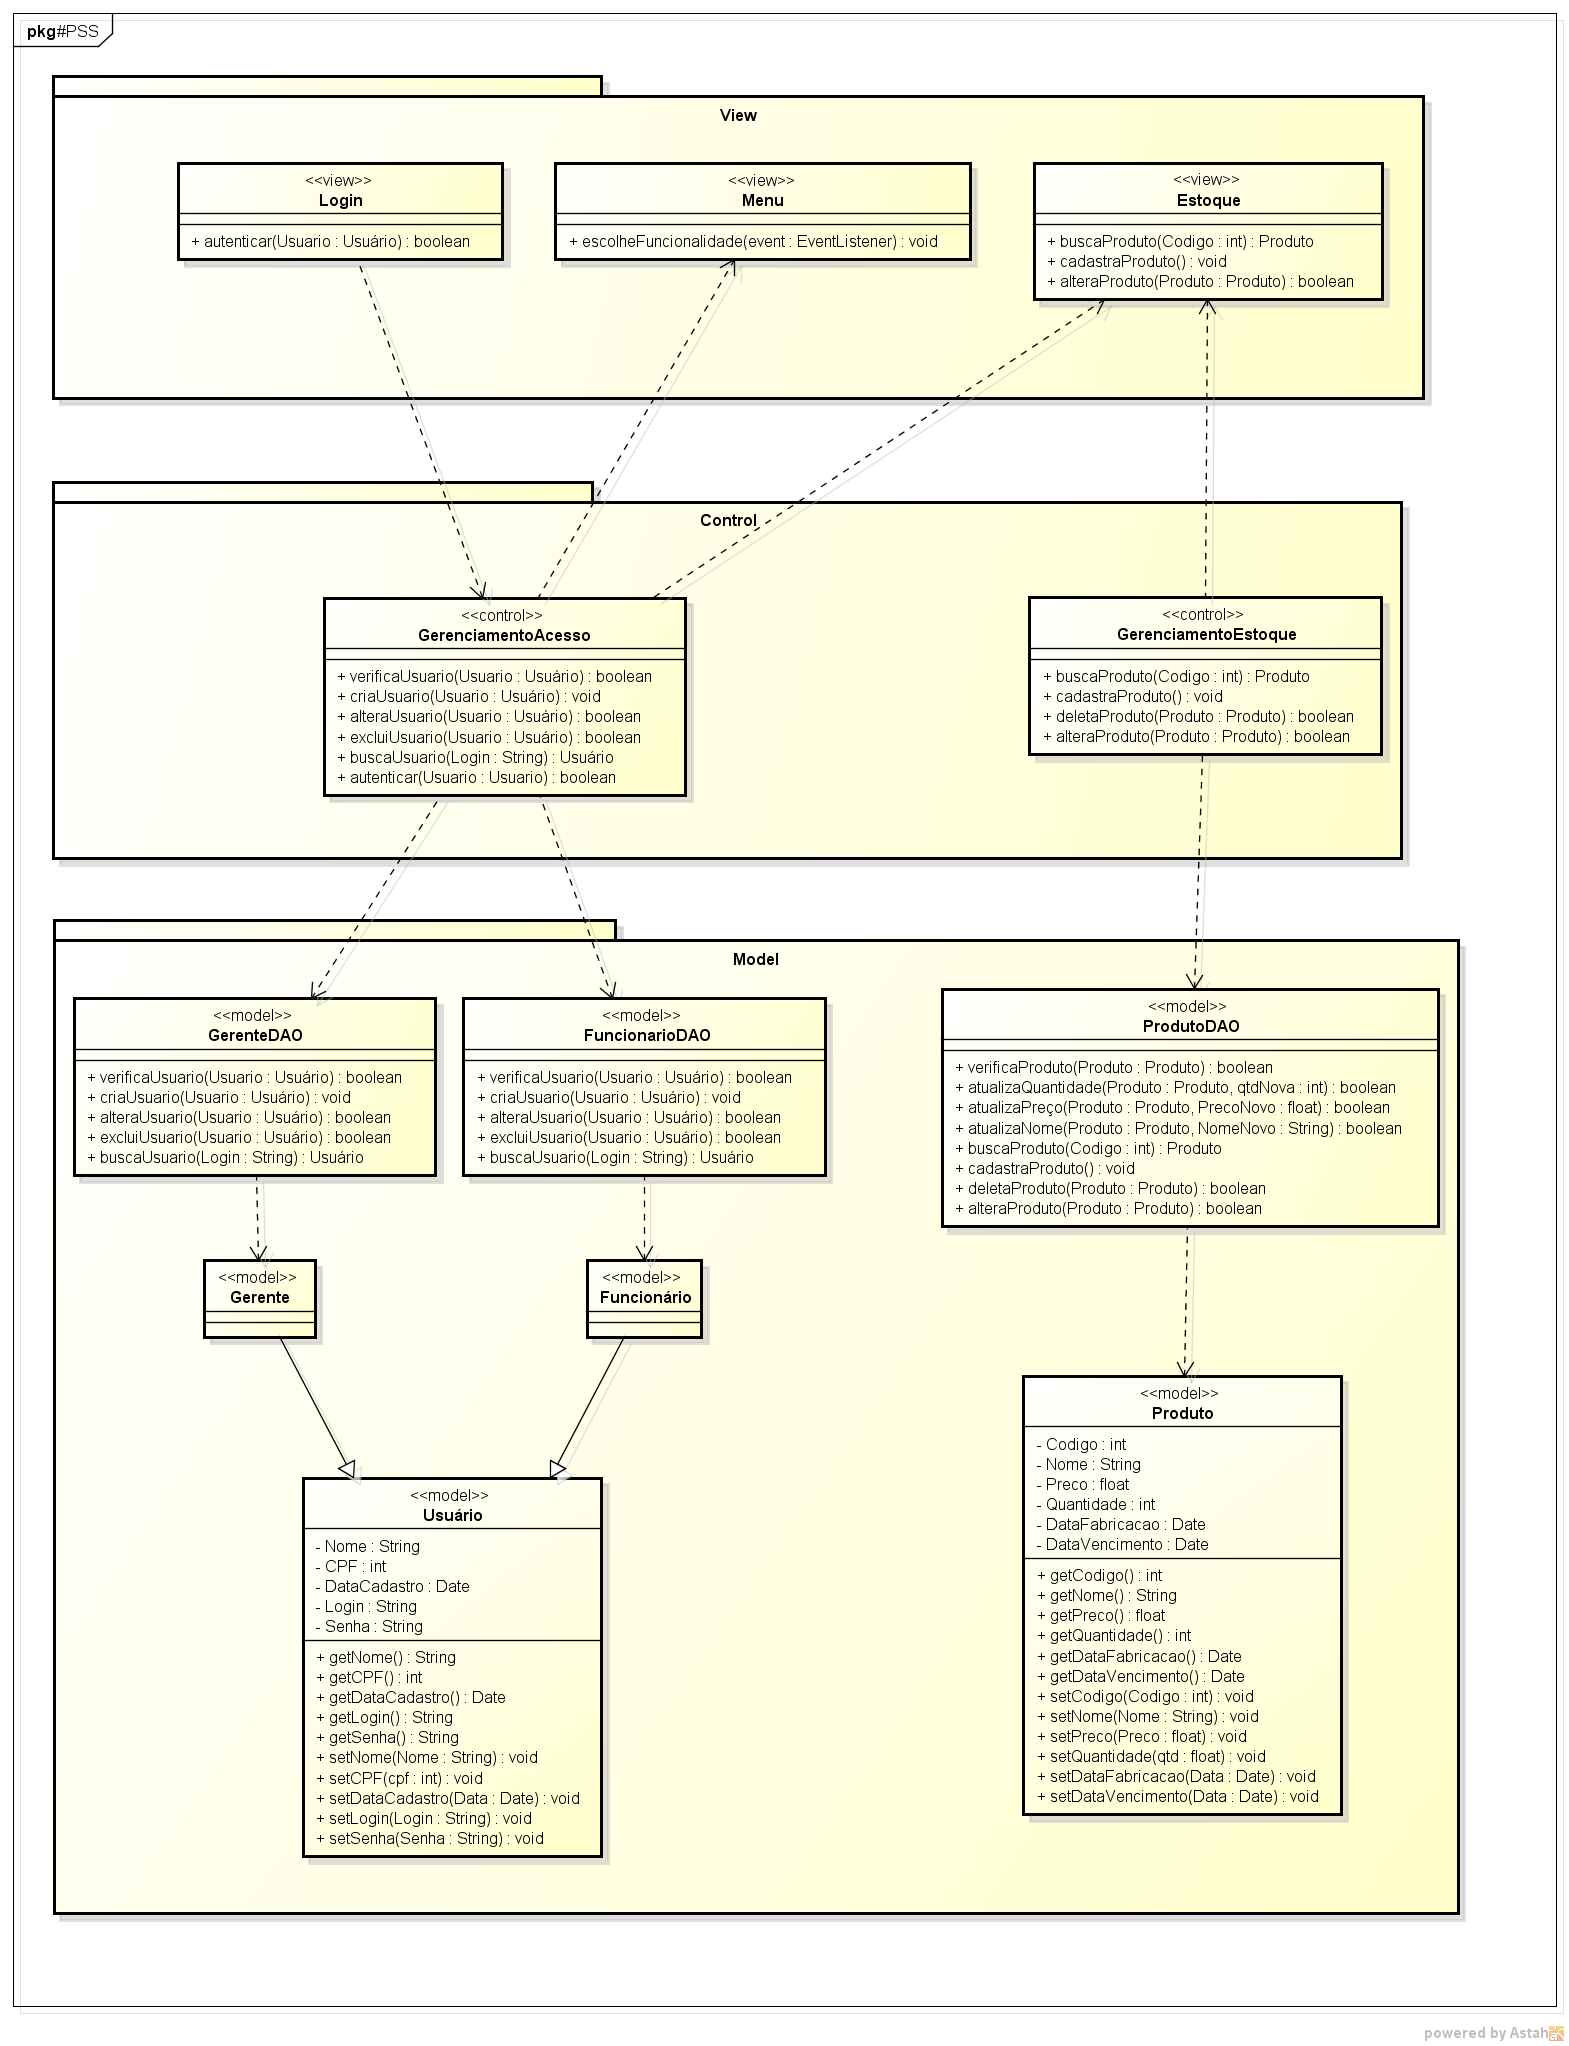 pkg#PSS
View
<<view>>
Login
+ autenticar(Usuario : Usuário) : boolean
<<view>>
Menu
+ escolheFuncionalidade(event : EventListener) : void
<<view>>
Estoque
+ buscaProduto(Codigo : int) : Produto
+ cadastraProduto() : void
+ alteraProduto(Produto : Produto) : boolean
Control
<<control>>
GerenciamentoAcesso
+ verificaUsuario(Usuario : Usuário) : boolean
+ criaUsuario(Usuario : Usuário) : void
+ alteraUsuario(Usuario : Usuário) : boolean
+ excluiUsuario(Usuario : Usuário) : boolean
+ buscaUsuario(Login : String) : Usuário
+ autenticar(Usuario : Usuario) : boolean
<<control>>
GerenciamentoEstoque
+ buscaProduto(Codigo : int) : Produto
+ cadastraProduto() : void
+ deletaProduto(Produto : Produto) : boolean
+ alteraProduto(Produto : Produto) : boolean
Model
<<model>>
GerenteDAO
+ verificaUsuario(Usuario : Usuário) : boolean
+ criaUsuario(Usuario : Usuário) : void
+ alteraUsuario(Usuario : Usuário) : boolean
+ excluiUsuario(Usuario : Usuário) : boolean
+ buscaUsuario(Login : String) : Usuário
<<model>>
FuncionarioDAO
+ verificaUsuario(Usuario : Usuário) : boolean
+ criaUsuario(Usuario : Usuário) : void
+ alteraUsuario(Usuario : Usuário) : boolean
+ excluiUsuario(Usuario : Usuário) : boolean
+ buscaUsuario(Login : String) : Usuário
<<model>>
ProdutoDAO
+ verificaProduto(Produto : Produto) : boolean
+ atualizaQuantidade(Produto : Produto, qtdNova : int) : boolean
+ atualizaPreço(Produto : Produto, PrecoNovo : float) : boolean
+ atualizaNome(Produto : Produto, NomeNovo : String) : boolean
+ buscaProduto(Codigo : int) : Produto
+ cadastraProduto() : void
+ deletaProduto(Produto : Produto) : boolean
+ alteraProduto(Produto : Produto) : boolean
<<model>>
Gerente
<<model>>
Funcionário
<<model>>
Usuário
- Nome : String
- CPF : int
- DataCadastro : Date
- Login : String
- Senha : String
+ getNome() : String
+ getCPF() : int
+ getDataCadastro() : Date
+ getLogin() : String
+ getSenha() : String
+ setNome(Nome : String) : void
+ setCPF(cpf : int) : void
+ setDataCadastro(Data : Date) : void
+ setLogin(Login : String) : void
+ setSenha(Senha : String) : void
<<model>>
Produto
- Codigo : int
- Nome : String
- Preco : float
- Quantidade : int
- DataFabricacao : Date
- DataVencimento : Date
+ getCodigo() : int
+ getNome() : String
+ getPreco() : float
+ getQuantidade() : int
+ getDataFabricacao() : Date
+ getDataVencimento() : Date
+ setCodigo(Codigo : int) : void
+ setNome(Nome : String) : void
+ setPreco(Preco : float) : void
+ setQuantidade(qtd : float) : void
+ setDataFabricacao(Data : Date) : void
+ setDataVencimento(Data : Date) : void
powered by Astah